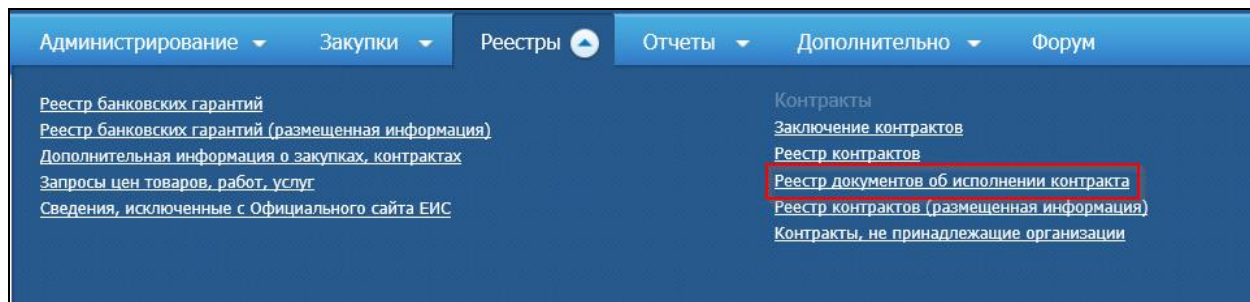 Администрирование Закупки Реестры Отчеты Дополнительно Форум
Реестр банковских гарантий
Реестр банковских гарантий (размещенная информация)
Дополнительная информация о закупках, контрактах
Запросы цен товаров, работ, услуг
Сведения, исключенные с Официального сайта ЕИС
Контракты
Заключение контрактов
Реестр контрактов
Реестр документов об исполнении контракта
Реестр контрактов (размещенная информация)
Контракты, не принадлежащие организации